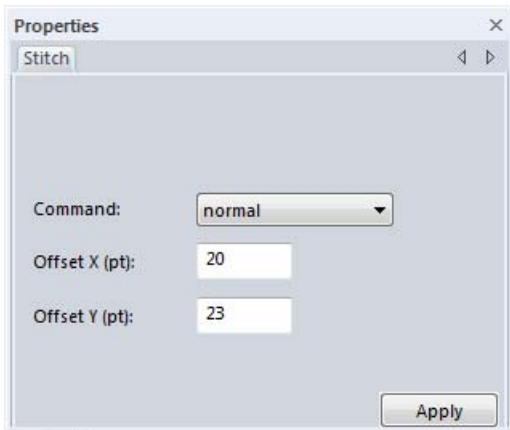 Properties
Stitch
Command: normal
Offset X (pt): 20
Offset Y (pt): 23
Apply